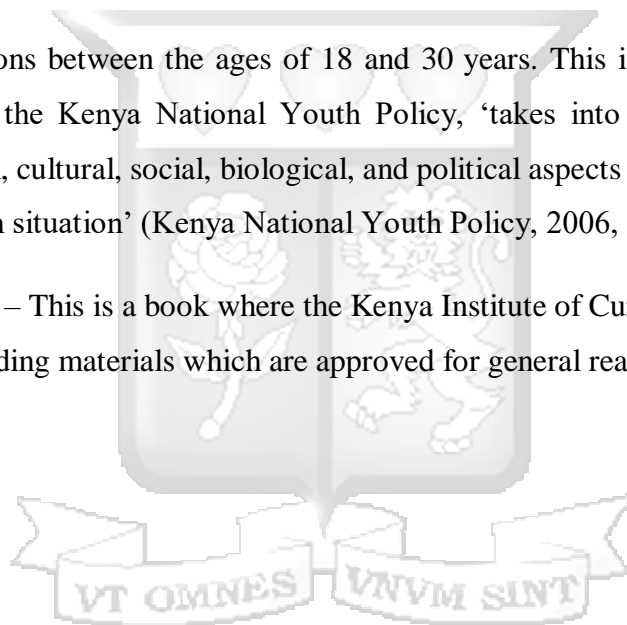 ons between the ages of 18 and 30 years. This i
the Kenya National Youth Policy, ‘takes into
, cultural, social, biological, and political aspects
situation’ (Kenya National Youth Policy, 2006,
– This is a book where the Kenya Institute of Cu
ding materials which are approved for general rea
VT OMNES VNVM SINT